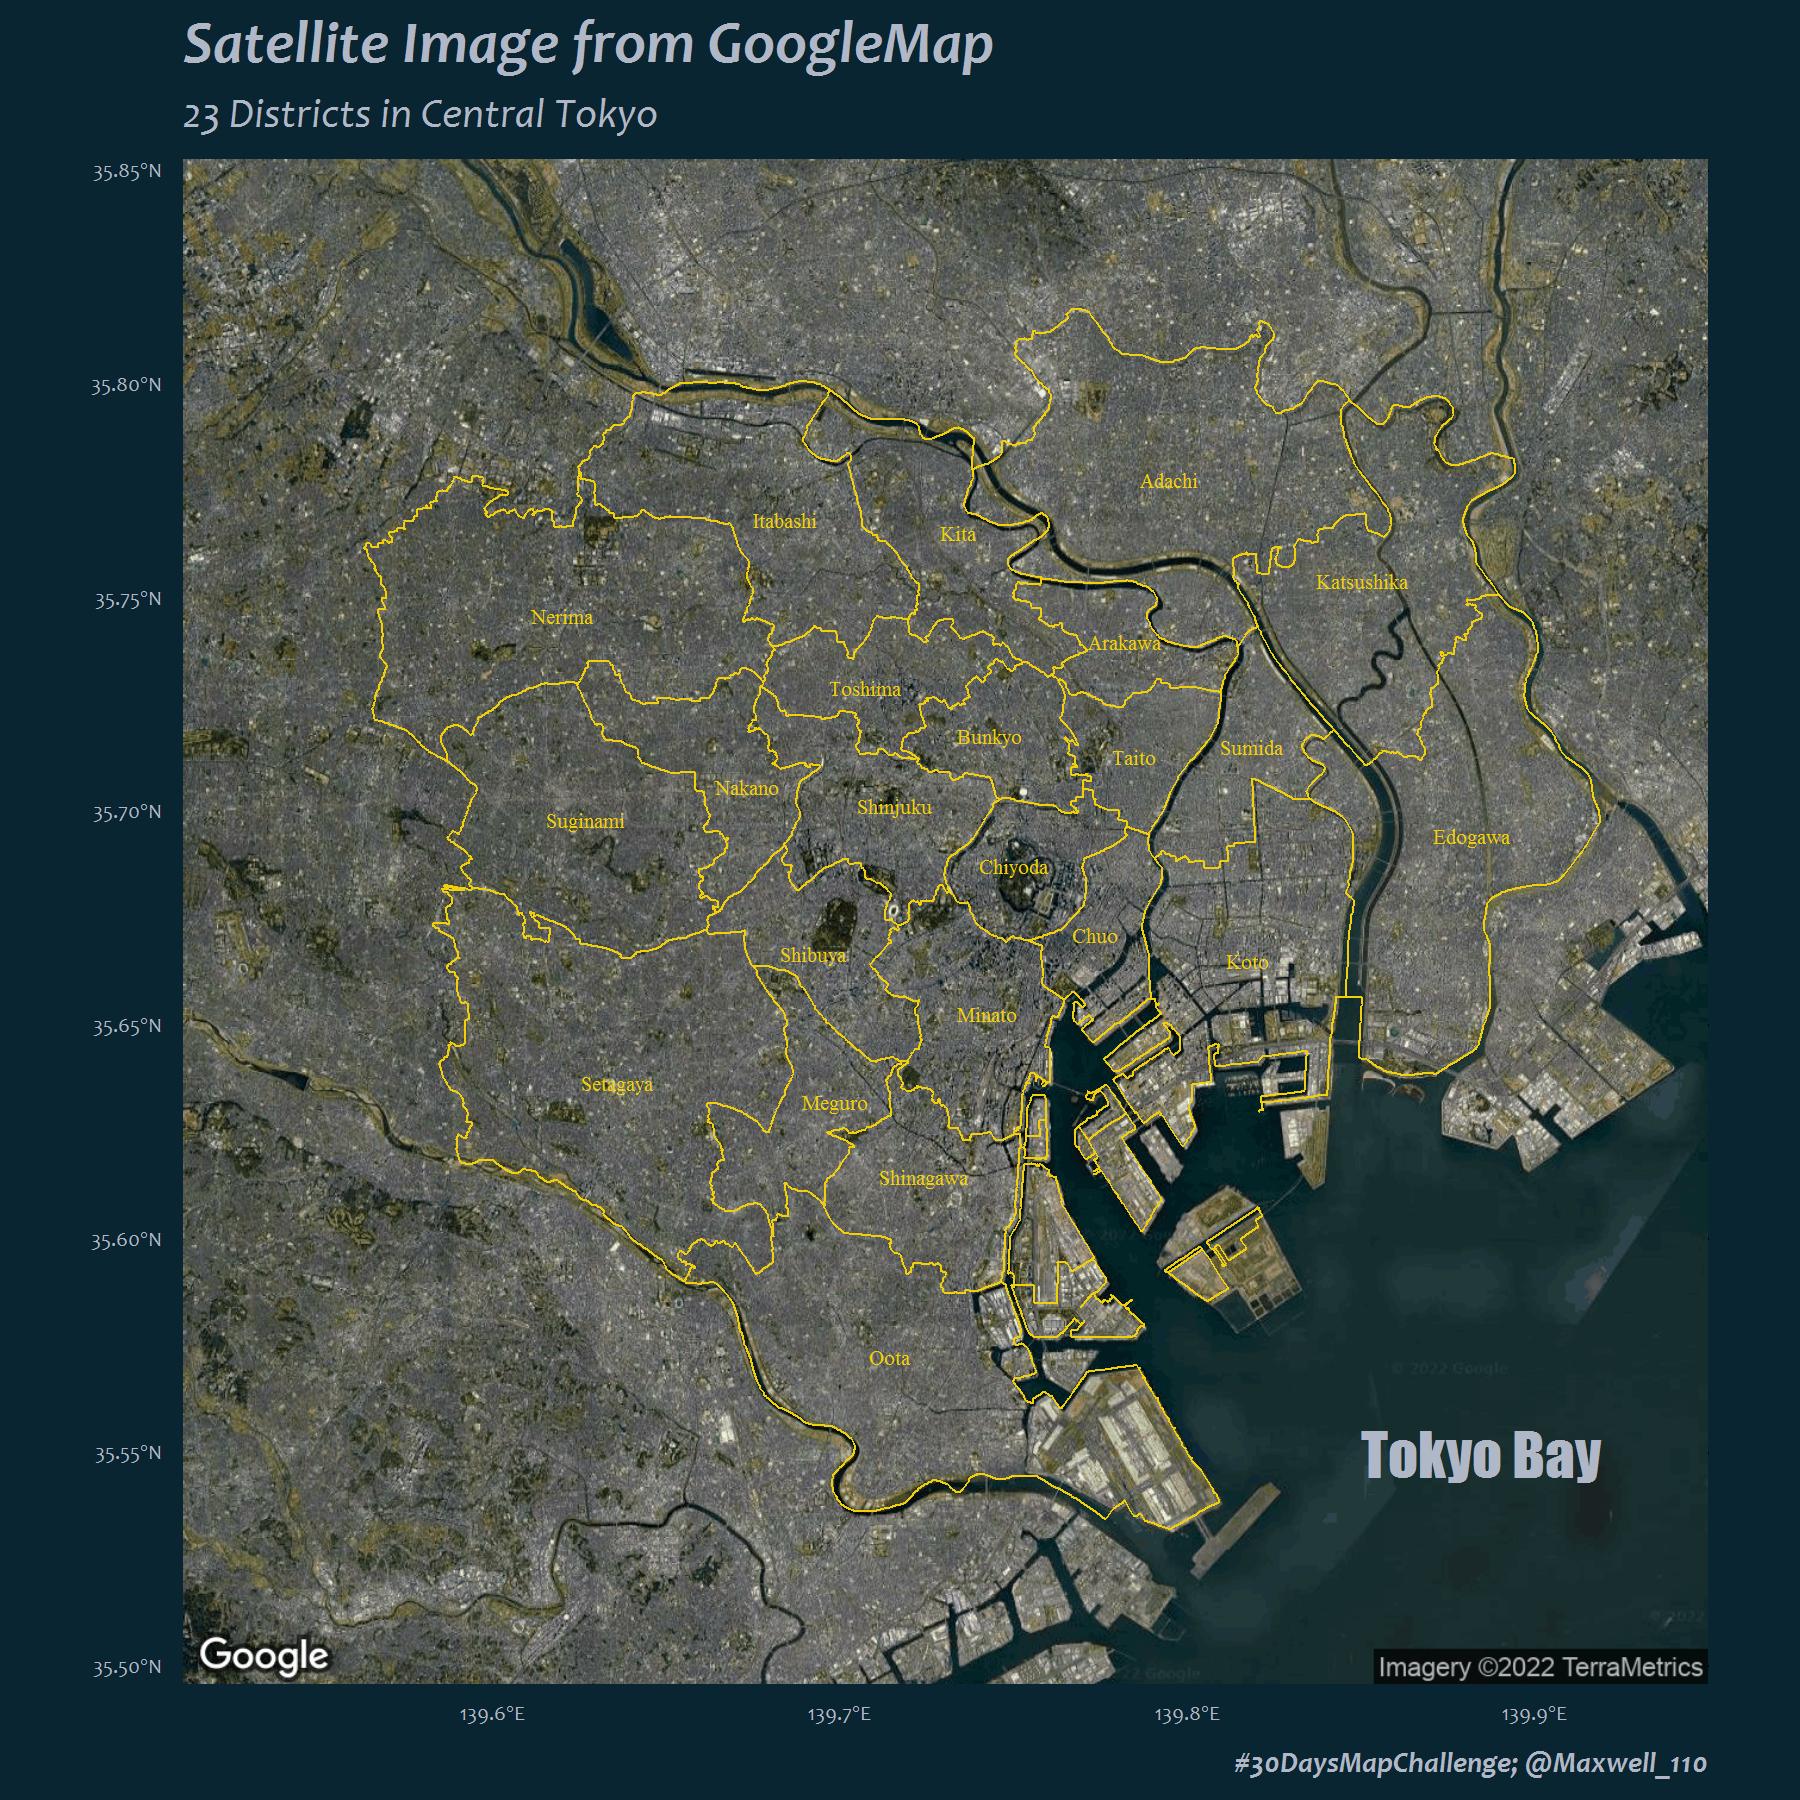 Satellite Image from GoogleMap
23 Districts in Central Tokyo
35.85°N
35.80°N
Adachi
Itabashi
Kita
Katsushika
35.75°N
Nerima
Arakawa
Toshima
Bunkyo
Sumida
Taito
Nakano
35.70°N
Shinjuku
Suginami
Edogawa
Chiyoda
Chuo
Shibuya
Koto
Minato
35.65°N
Setagaya
Meguro
Shinagawa
35.60°N
Oota
© 2022 Google
35.55°N
Tokyo Bay
© 2022
Google
Imagery ©2022 TerraMetrics
22 Google
35.50°N
139.6°E 139.7°E 139.8°E 139.9°E
#30DaysMapChallenge; @Maxwell_110